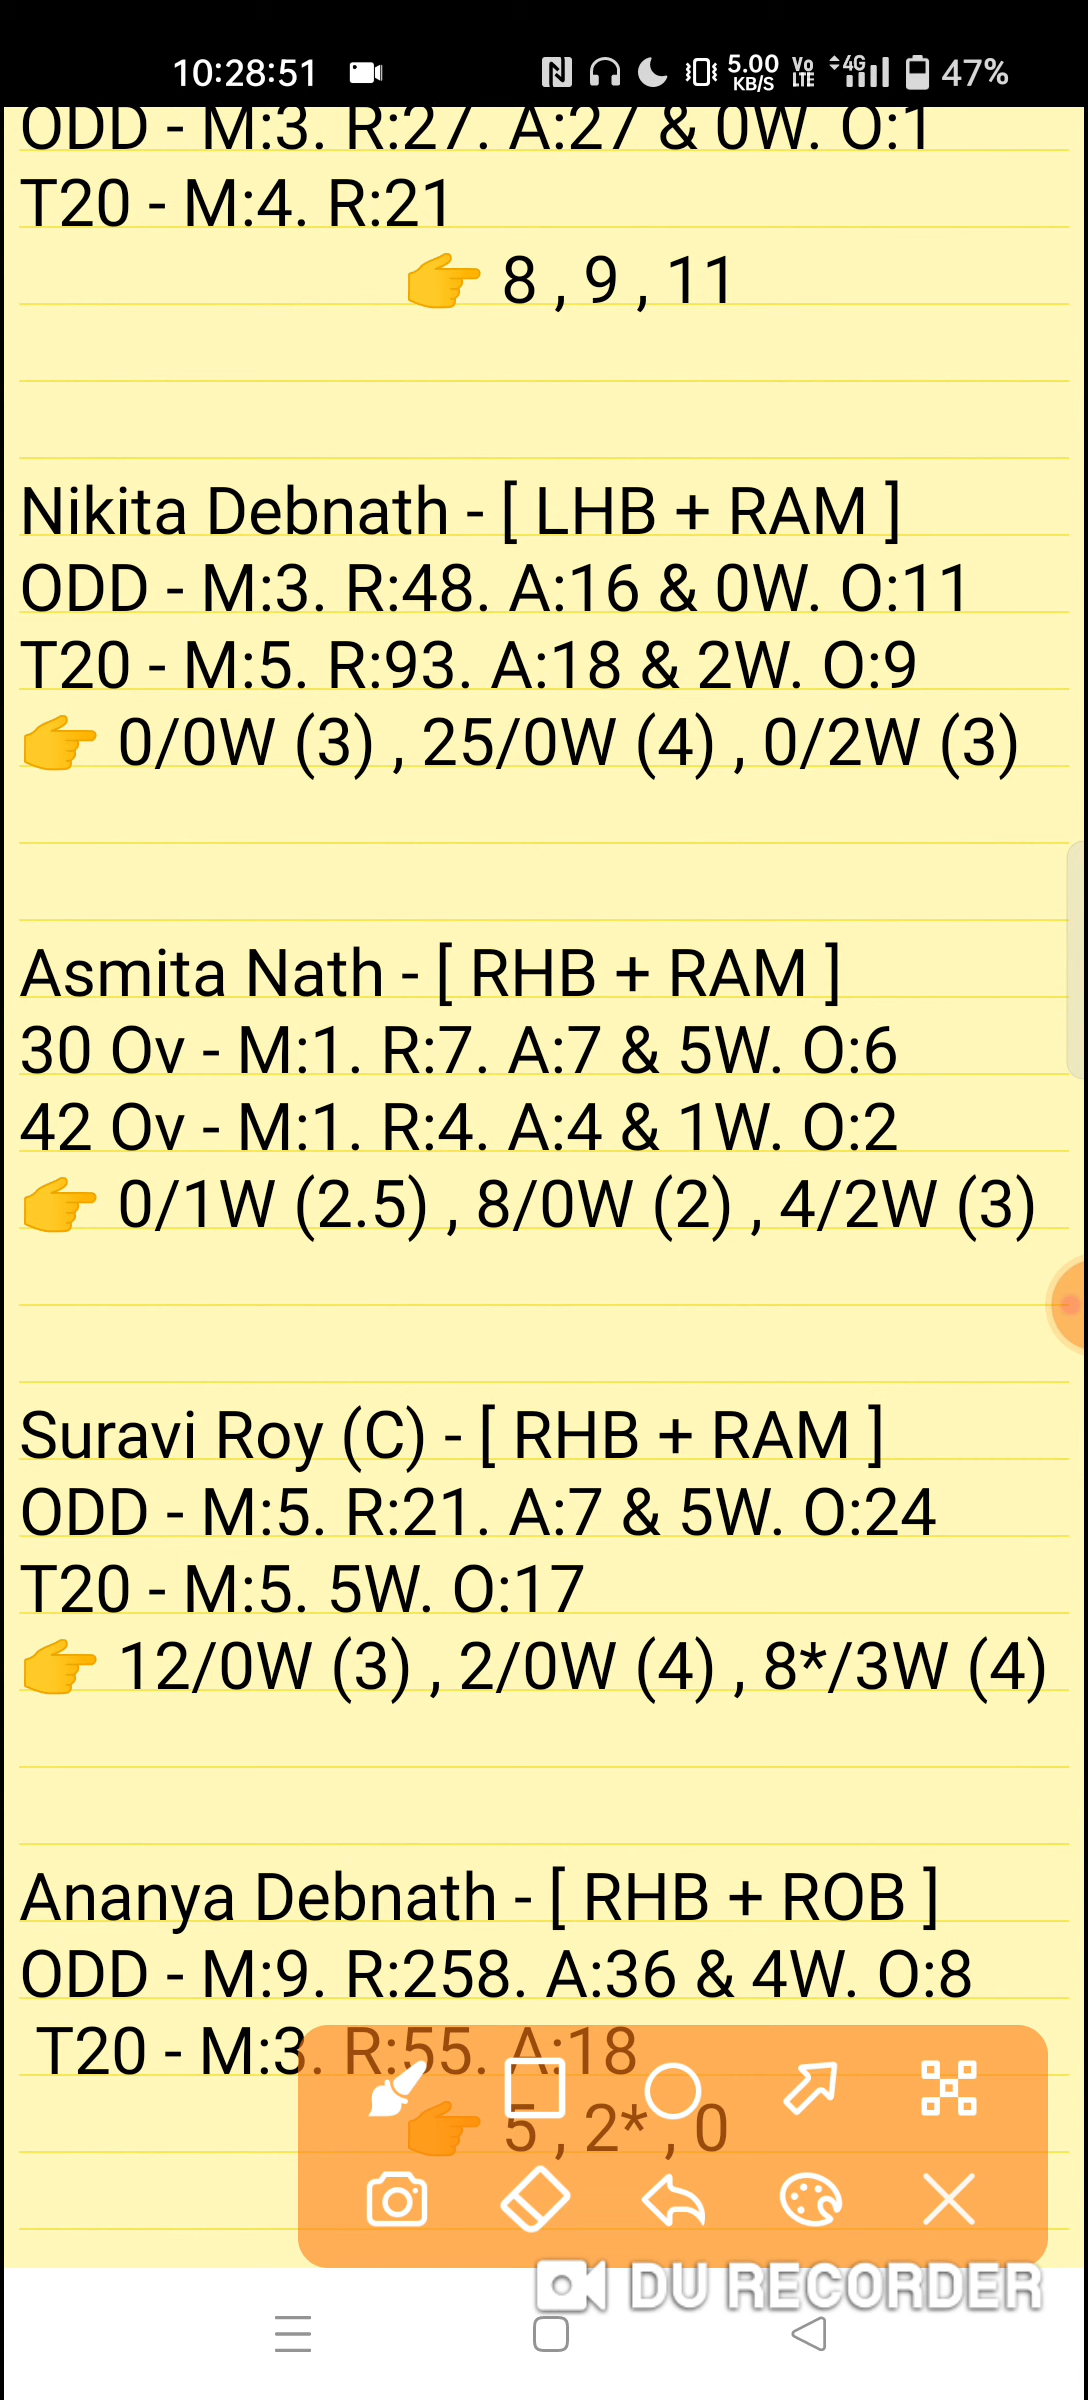 10:28:51 5.00 KB/S Vo LTE 4G 47%
ODD - M:3. R:27. A:27 & 0W. O:1
T20 - M:4. R:21
👉 8 , 9 , 11
Nikita Debnath - [ LHB + RAM ]
ODD - M:3. R:48. A:16 & 0W. O:11
T20 - M:5. R:93. A:18 & 2W. O:9
👉 0/0W (3) , 25/0W (4) , 0/2W (3)
Asmita Nath - [ RHB + RAM ]
30 Ov - M:1. R:7. A:7 & 5W. O:6
42 Ov - M:1. R:4. A:4 & 1W. O:2
👉 0/1W (2.5) , 8/0W (2) , 4/2W (3)
Suravi Roy (C) - [ RHB + RAM ]
ODD - M:5. R:21. A:7 & 5W. O:24
T20 - M:5. 5W. O:17
👉 12/0W (3) , 2/0W (4) , 8*/3W (4)
Ananya Debnath - [ RHB + ROB ]
ODD - M:9. R:258. A:36 & 4W. O:8
T20 - M:3. R:55. A:18
👉 5 , 2* , 0
DU RECORDER